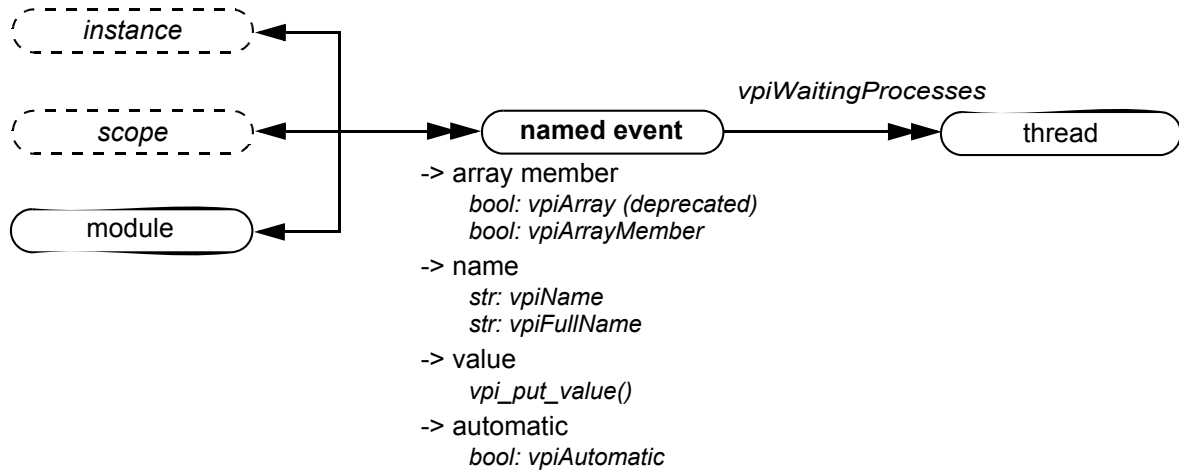 instance
vpiWaitingProcesses
scope
named event
thread
-> array member
bool: vpiArray (deprecated)
bool: vpiArrayMember
module
-> name
str: vpiName
str: vpiFullName
-> value
vpi_put_value()
-> automatic
bool: vpiAutomatic